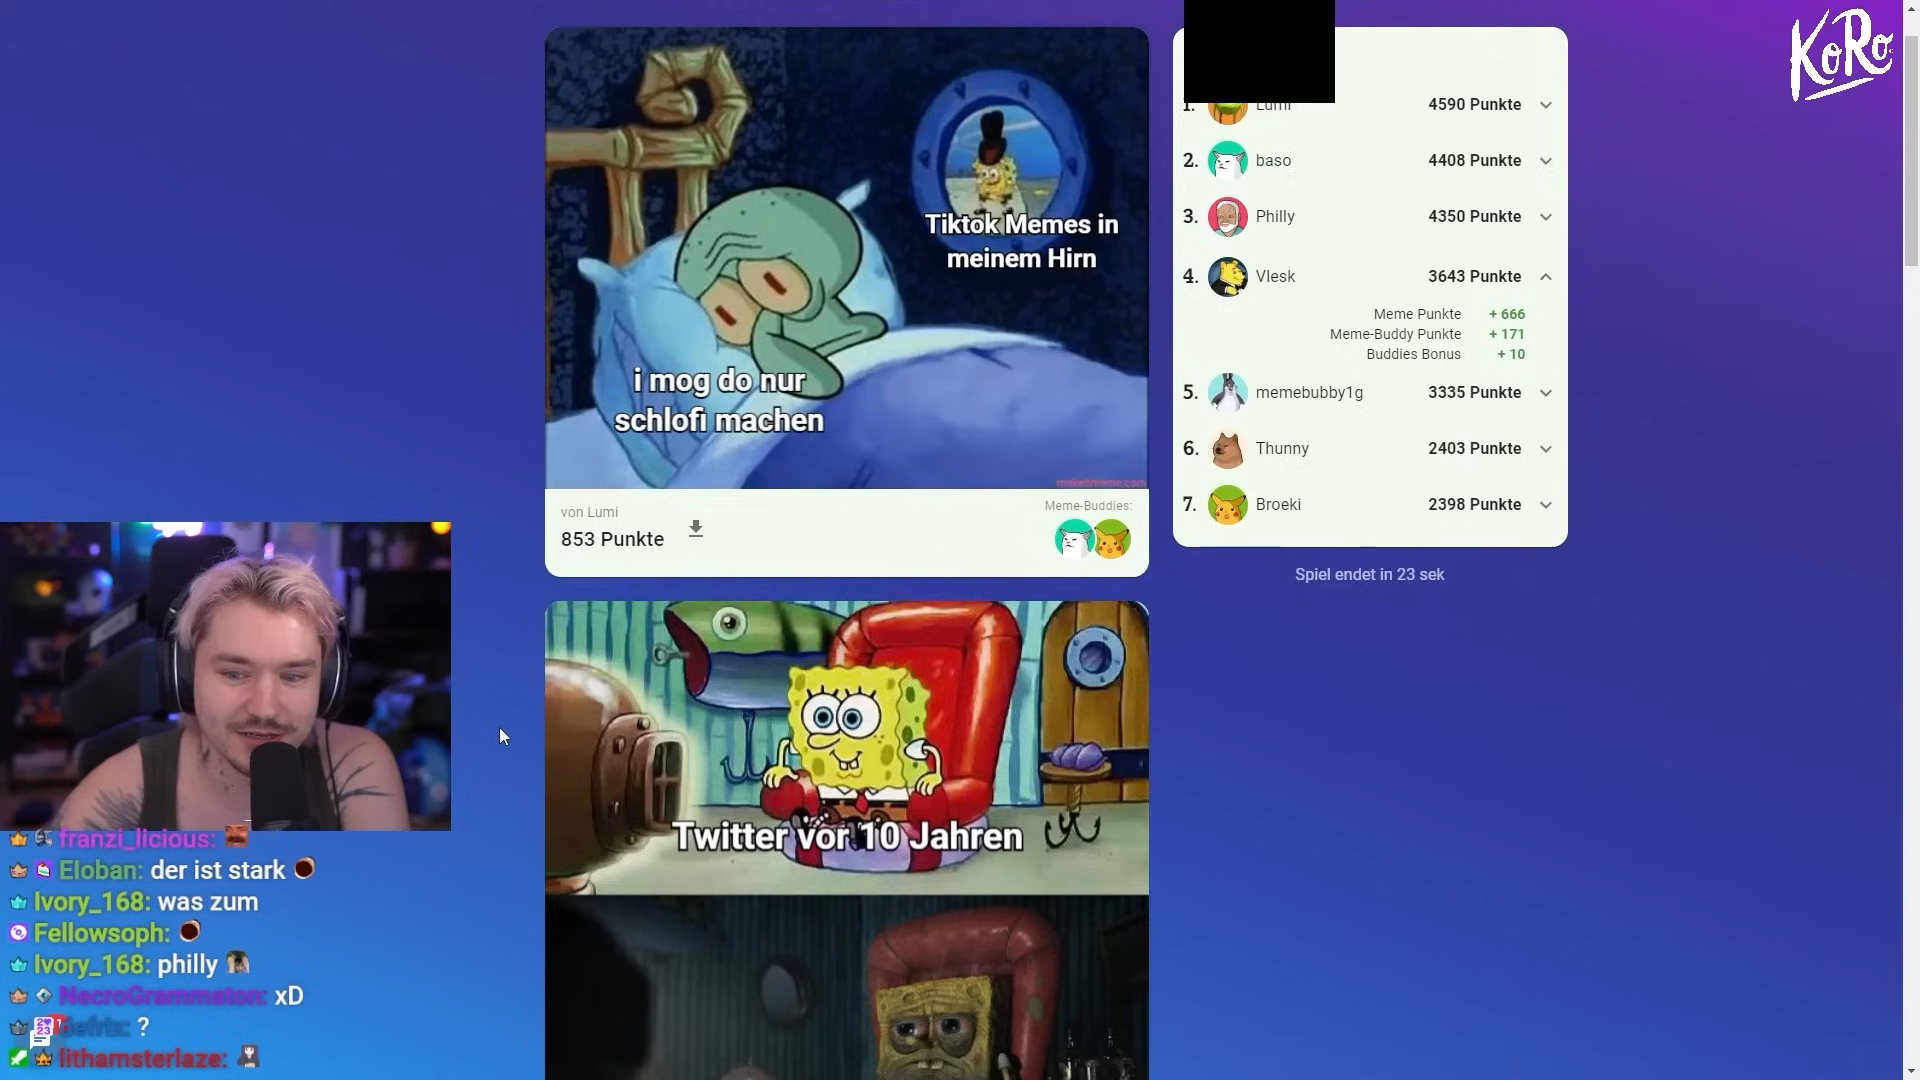 KoRo
Tiktok Memes in
meinem Hirn
i mog do nur
schlofi machen
makeitmeme.com
von Lumi
853 Punkte
Meme-Buddies:
1. Lumi 4590 Punkte
2. baso 4408 Punkte
3. Philly 4350 Punkte
4. Vlesk 3643 Punkte
Meme Punkte + 666
Meme-Buddy Punkte + 171
Buddies Bonus + 10
5. memebubby1g 3335 Punkte
6. Thunny 2403 Punkte
7. Broeki 2398 Punkte
Spiel endet in 23 sek
Twitter vor 10 Jahren
franzi_licious:
Eloban: der ist stark
Ivory_168: was zum
Fellowsoph:
Ivory_168: philly
NecroGrammaton: xD
?
lithamsterlaze: